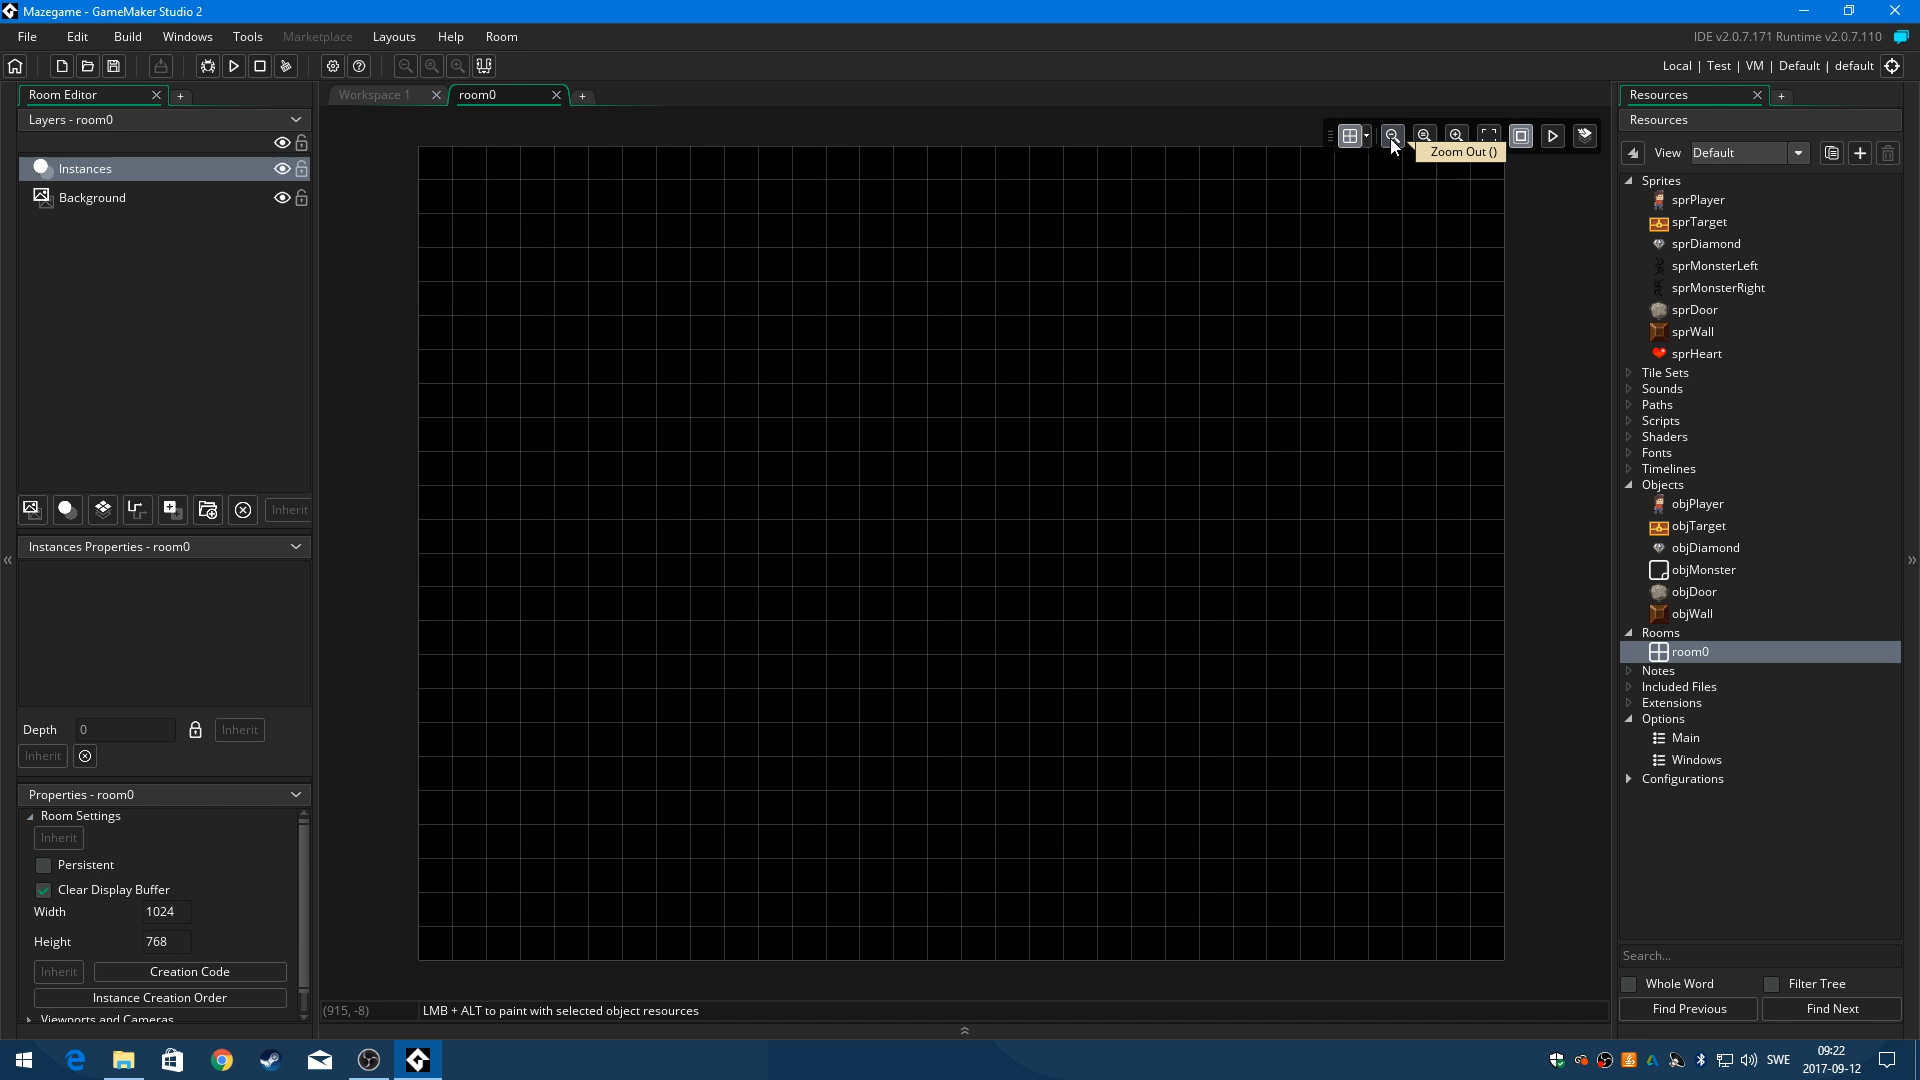 Mazegame - GameMaker Studio 2
File Edit Build Windows Tools Marketplace Layouts Help Room
IDE v2.0.7.171 Runtime v2.0.7.110
Local | Test | VM | Default | default
Room Editor
Workspace 1
room0
Resources
Layers - room0
Resources
Zoom Out ()
View Default
Instances
Background
Sprites
sprPlayer
sprTarget
sprDiamond
sprMonsterLeft
sprMonsterRight
sprDoor
sprWall
sprHeart
Tile Sets
Sounds
Paths
Scripts
Shaders
Fonts
Timelines
Objects
objPlayer
objTarget
objDiamond
objMonster
objDoor
objWall
Rooms
room0
Notes
Included Files
Extensions
Options
Main
Windows
Configurations
Inherit
Instances Properties - room0
Depth 0 Inherit
Inherit
Properties - room0
Room Settings
Inherit
Persistent
Clear Display Buffer
Width 1024
Height 768
Inherit Creation Code
Instance Creation Order
Viewports and Cameras
(915, -8) LMB + ALT to paint with selected object resources
Search...
Whole Word Filter Tree
Find Previous Find Next
SWE
09:22
2017-09-12